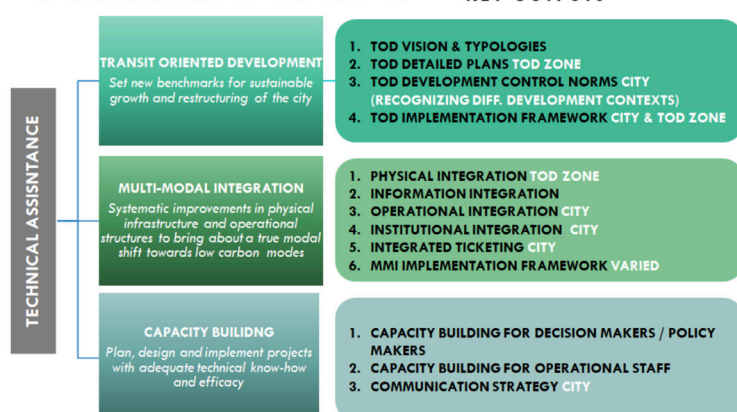 TECHNICAL ASSISNTANCE
TRANSIT ORIENTED DEVELOPMENT
Set new benchmarks for sustainable
growth and restructuring of the city
1. TOD VISION & TYPOLOGIES
2. TOD DETAILED PLANS TOD ZONE
3. TOD DEVELOPMENT CONTROL NORMS CITY
(RECOGNIZING DIFF. DEVELOPMENT CONTEXTS)
4. TOD IMPLEMENTATION FRAMEWORK CITY & TOD ZONE
MULTI-MODAL INTEGRATION
Systematic improvements in physical
infrastructure and operational
structures to bring about a true modal
shift towards low carbon modes
1. PHYSICAL INTEGRATION TOD ZONE
2. INFORMATION INTEGRATION
3. OPERATIONAL INTEGRATION CITY
4. INSTITUTIONAL INTEGRATION CITY
5. INTEGRATED TICKETING CITY
6. MMI IMPLEMENTATION FRAMEWORK VARIED
CAPACITY BUILIDNG
Plan, design and implement projects
with adequate technical know-how
and efficacy
1. CAPACITY BUILDING FOR DECISION MAKERS / POLICY
MAKERS
2. CAPACITY BUILDING FOR OPERATIONAL STAFF
3. COMMUNICATION STRATEGY CITY